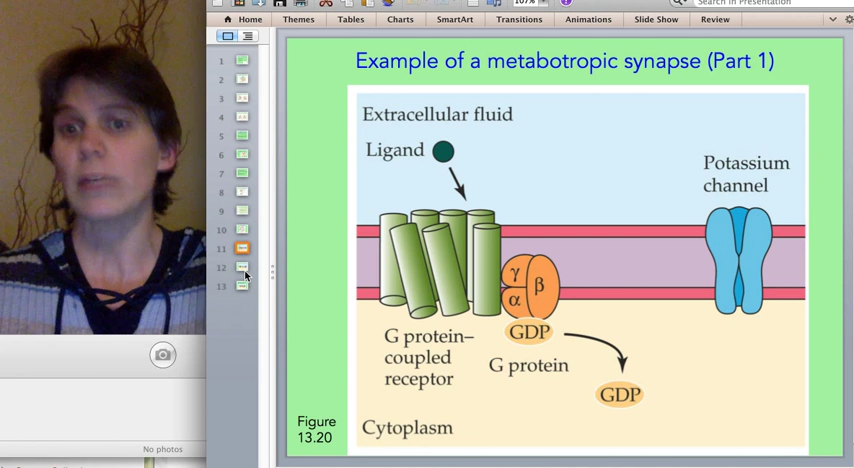 107%
Search in Presentation
Home Themes Tables Charts SmartArt Transitions Animations Slide Show Review
1
2
3
4
5
6
7
8
9
10
11
12
13
Example of a metabotropic synapse (Part 1)
Extracellular fluid
Ligand
Potassium
channel
γ
β
α
GDP
G protein–
coupled
receptor
G protein
GDP
Figure
13.20
Cytoplasm
No photos